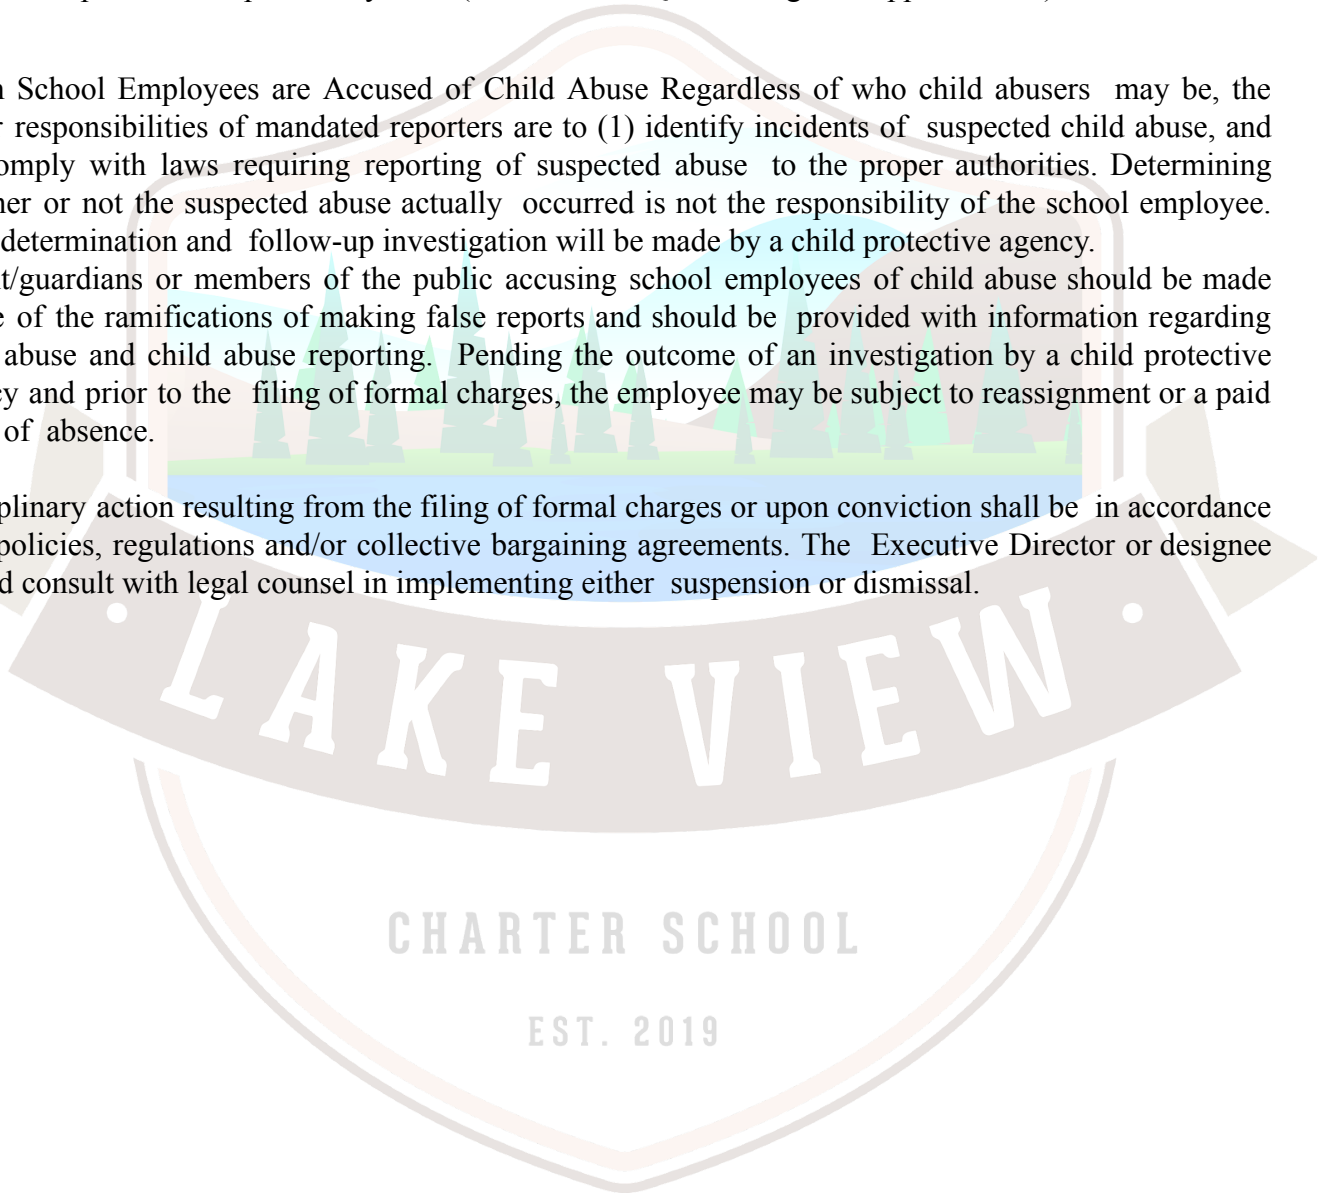 School Employees are Accused of Child Abuse Regardless of who child abusers may be, the
responsibilities of mandated reporters are to (1) identify incidents of suspected child abuse, and
comply with laws requiring reporting of suspected abuse to the proper authorities. Determining
or not the suspected abuse actually occurred is not the responsibility of the school employee.
determination and follow-up investigation will be made by a child protective agency.
t/guardians or members of the public accusing school employees of child abuse should be made
of the ramifications of making false reports and should be provided with information regarding
abuse and child abuse reporting. Pending the outcome of an investigation by a child protective
cy and prior to the filing of formal charges, the employee may be subject to reassignment or a paid
of absence.
plinary action resulting from the filing of formal charges or upon conviction shall be in accordance
policies, regulations and/or collective bargaining agreements. The Executive Director or designee
d consult with legal counsel in implementing either suspension or dismissal.
· LAKE VIEW ·
CHARTER SCHOOL
EST. 2019